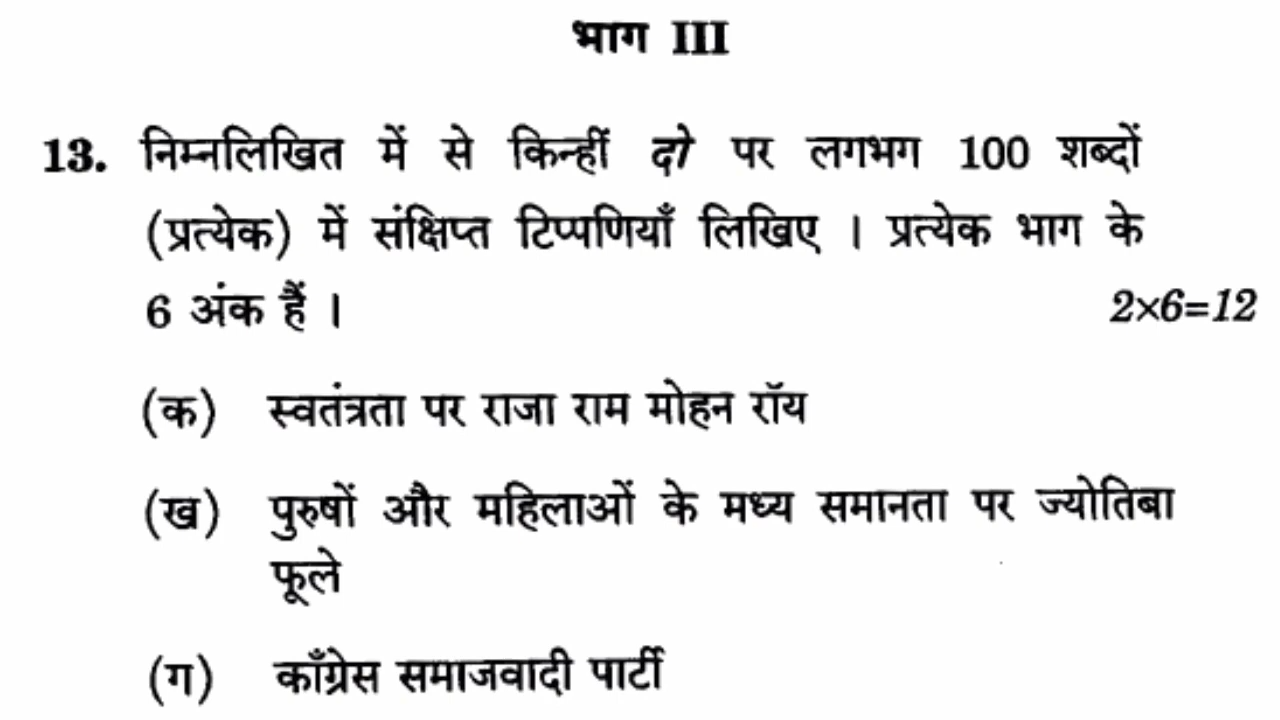 भाग III
13. निम्नलिखित में से किन्हीं दो पर लगभग 100 शब्दों
(प्रत्येक) में संक्षिप्त टिप्पणियाँ लिखिए । प्रत्येक भाग के
6 अंक हैं । 2×6=12
(क) स्वतंत्रता पर राजा राम मोहन रॉय
(ख) पुरुषों और महिलाओं के मध्य समानता पर ज्योतिबा
फूले
(ग) काँग्रेस समाजवादी पार्टी